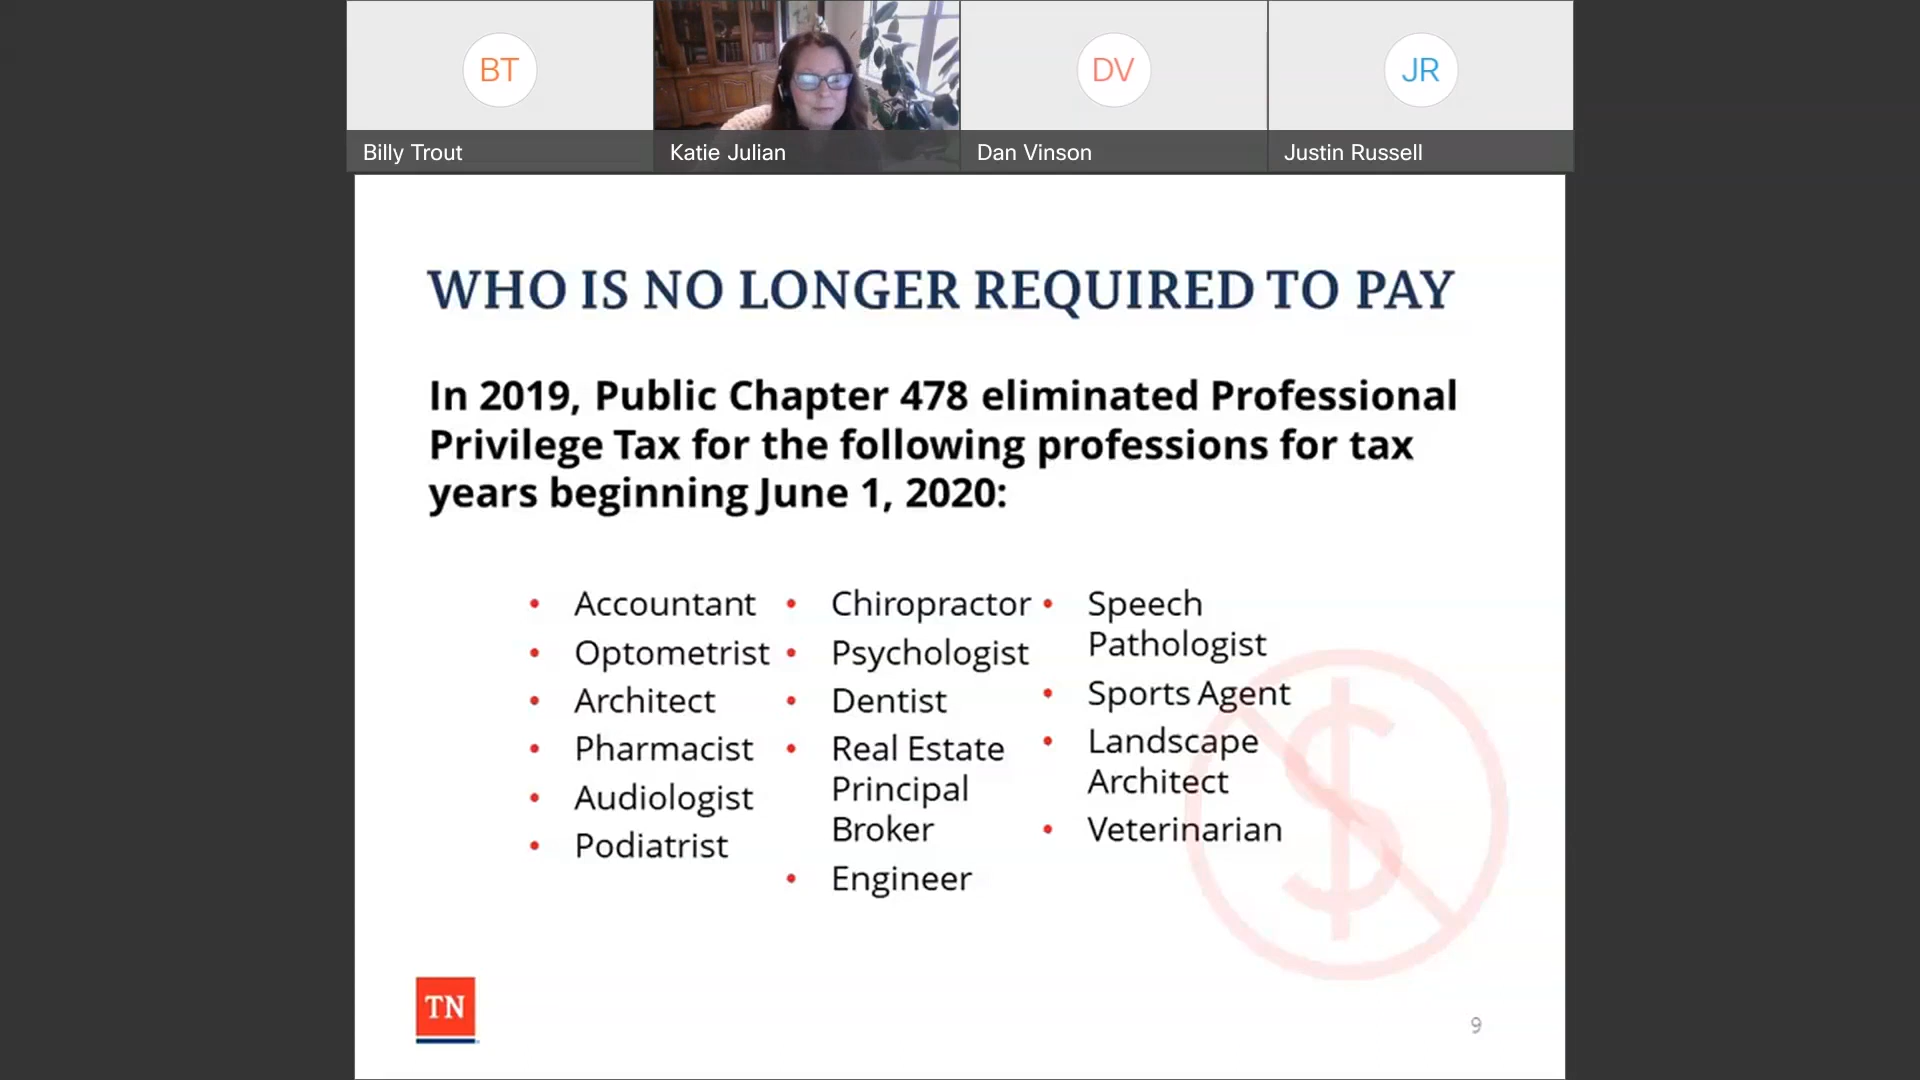 BT
DV
JR
Billy Trout
Katie Julian
Dan Vinson
Justin Russell
WHO IS NO LONGER REQUIRED TO PAY
In 2019, Public Chapter 478 eliminated Professional
Privilege Tax for the following professions for tax
years beginning June 1, 2020:
• Accountant
• Optometrist
• Architect
• Pharmacist
• Audiologist
• Podiatrist
• Chiropractor
• Psychologist
• Dentist
• Real Estate
Principal
Broker
• Engineer
• Speech
Pathologist
• Sports Agent
• Landscape
Architect
• Veterinarian
TN
9